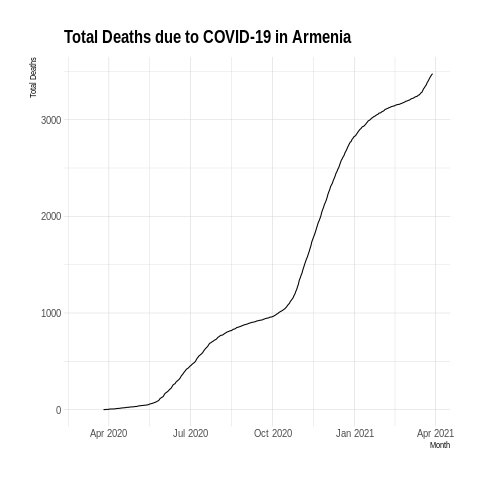 Total Deaths due to COVID-19 in Armenia
Total Deaths
3000
2000
1000
0
Apr 2020 Jul 2020 Oct 2020 Jan 2021 Apr 2021
Month